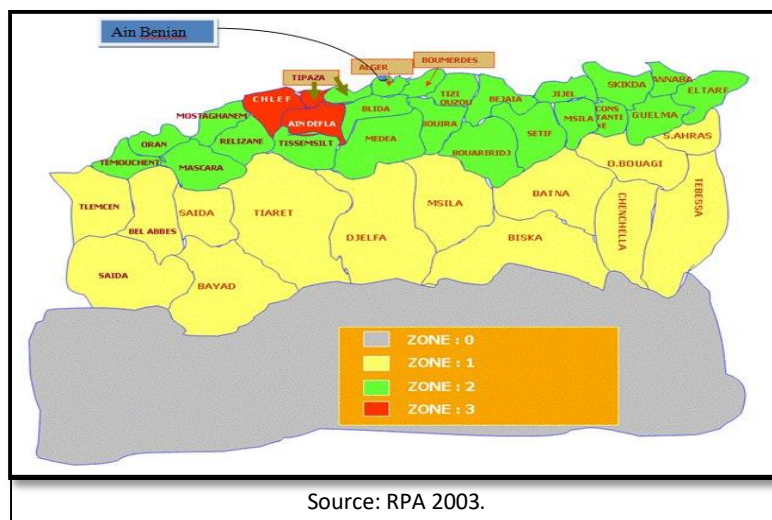 Ain Benian
ALGER
BOUMERDES
TIPAZA
CHLEF
AIN DEFLA
BLIDA
TIZI
OUZOU
BEJAIA
JIJEL
SKIKDA
ANNABA
ELTARF
MOSTAGHANEM
ORAN
RELIZANE
TISSEMSILT
MEDEA
BOUIRA
BOUARIRIDJ
SETIF
MSILA
CONS
TANTI
NE
GUELMA
S.AHRAS
TEMOUCHENT
MASCARA
O.BOUAGI
TLEMCEN
BEL ABBES
SAIDA
TIARET
DJELFA
MSILA
BATNA
BISKA
CHENCHELLA
TEBESSA
SAIDA
BAYAD
ZONE : 0
ZONE : 1
ZONE : 2
ZONE : 3
Source: RPA 2003.